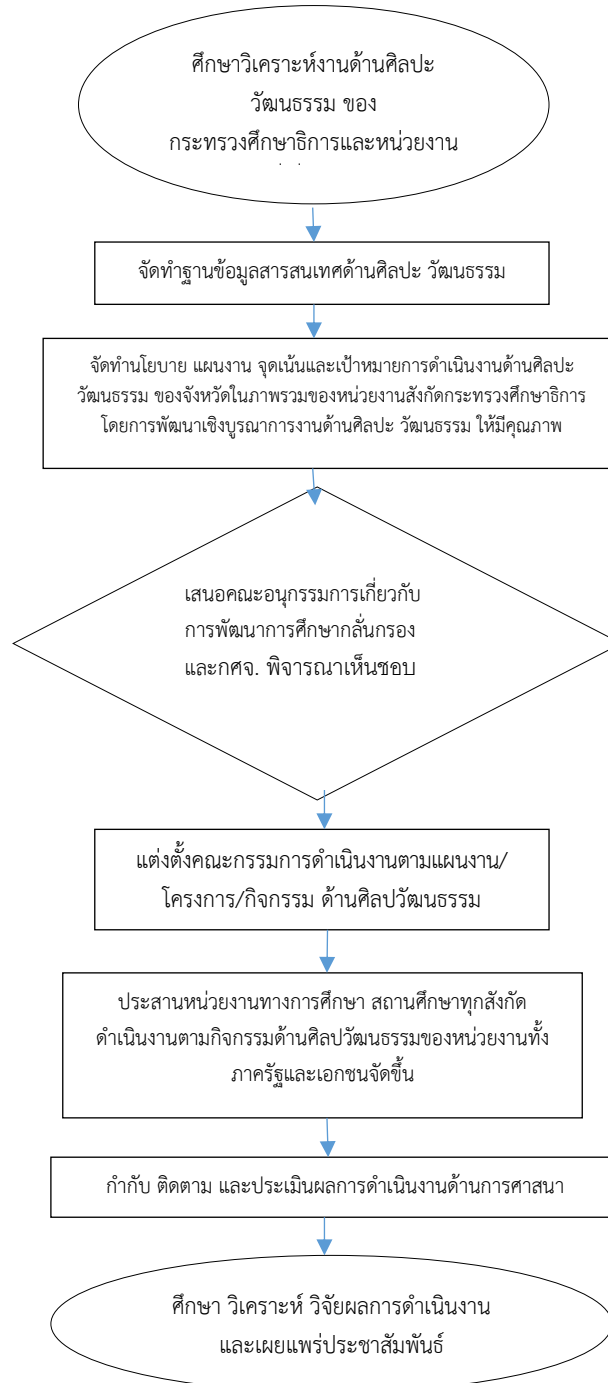 ศึกษาวิเคราะห์งานด้านศิลปะ
วัฒนธรรม ของ
กระทรวงศึกษาธิการและหน่วยงาน
จัดทำฐานข้อมูลสารสนเทศด้านศิลปะ วัฒนธรรม
จัดทำนโยบาย แผนงาน จุดเน้นและเป้าหมายการดำเนินงานด้านศิลปะ
วัฒนธรรม ของจังหวัดในภาพรวมของหน่วยงานสังกัดกระทรวงศึกษาธิการ
โดยการพัฒนาเชิงบูรณาการงานด้านศิลปะ วัฒนธรรม ให้มีคุณภาพ
เสนอคณะอนุกรรมการเกี่ยวกับ
การพัฒนาการศึกษากลั่นกรอง
และกศจ. พิจารณาเห็นชอบ
แต่งตั้งคณะกรรมการดำเนินงานตามแผนงาน/
โครงการ/กิจกรรม ด้านศิลปวัฒนธรรม
ประสานหน่วยงานทางการศึกษา สถานศึกษาทุกสังกัด
ดำเนินงานตามกิจกรรมด้านศิลปวัฒนธรรมของหน่วยงานทั้ง
ภาครัฐและเอกชนจัดขึ้น
กำกับ ติดตาม และประเมินผลการดำเนินงานด้านการศาสนา
ศึกษา วิเคราะห์ วิจัยผลการดำเนินงาน
และเผยแพร่ประชาสัมพันธ์